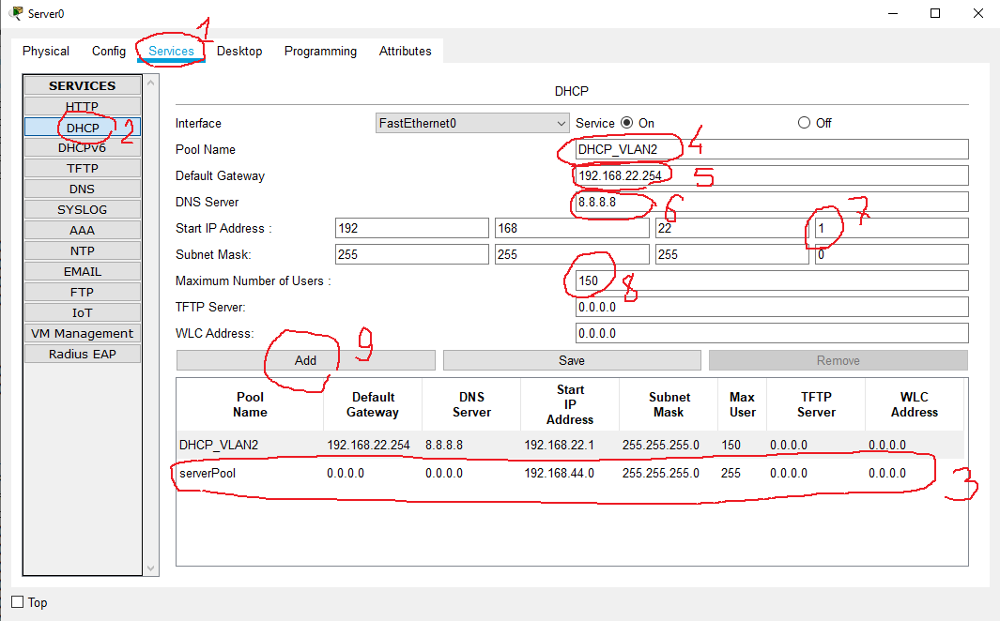 Server0
1
Physical Config Services Desktop Programming Attributes
SERVICES
HTTP
DHCP 2
DHCPv6
TFTP
DNS
SYSLOG
AAA
NTP
EMAIL
FTP
IoT
VM Management
Radius EAP
DHCP
Interface FastEthernet0 Service On Off
Pool Name DHCP_VLAN2 4
Default Gateway 192.168.22.254 5
DNS Server 8.8.8.8 6
Start IP Address : 192 168 22 1 7
Subnet Mask: 255 255 255 0
Maximum Number of Users : 150 8
TFTP Server: 0.0.0.0
WLC Address: 0.0.0.0
Add 9 Save Remove
Pool Name Default Gateway DNS Server Start IP Address Subnet Mask Max User TFTP Server WLC Address
DHCP_VLAN2 192.168.22.254 8.8.8.8 192.168.22.1 255.255.255.0 150 0.0.0.0 0.0.0.0
serverPool 0.0.0.0 0.0.0.0 192.168.44.0 255.255.255.0 255 0.0.0.0 0.0.0.0 3
Top